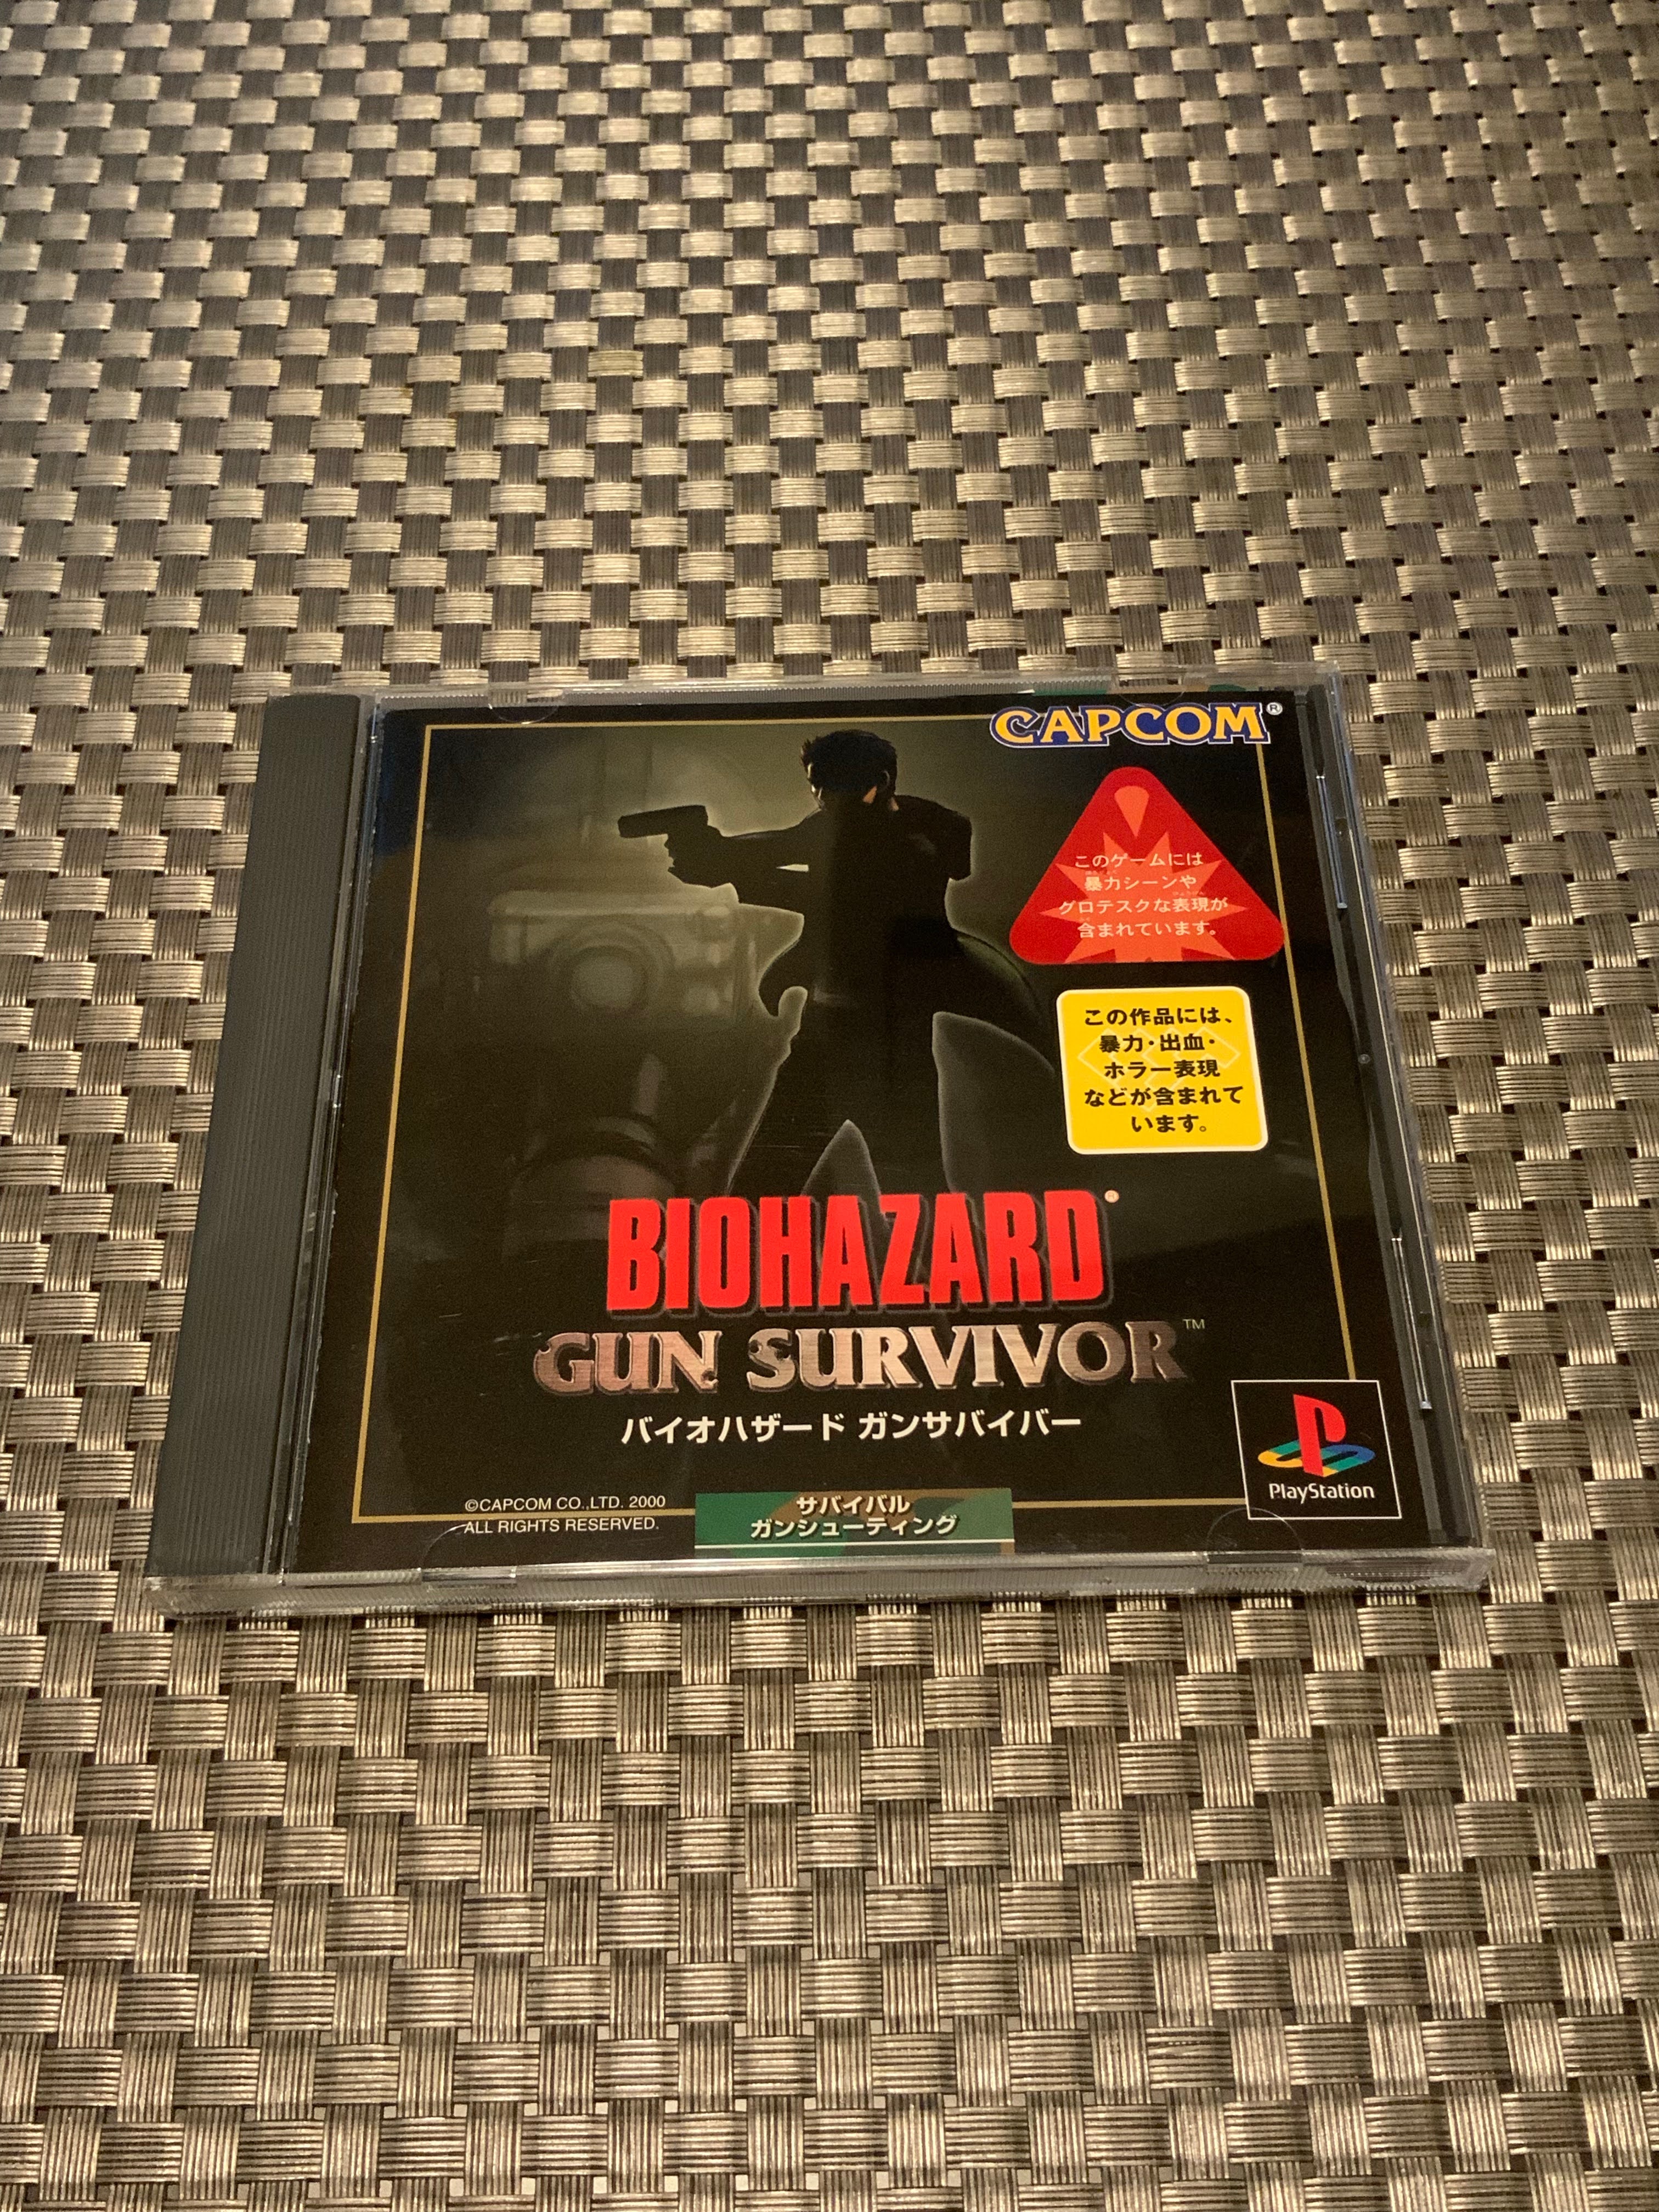 CAPCOM®
このゲームには
暴力シーンや
グロテスクな表現が
含まれています。
この作品には、
暴力・出血・
ホラー表現
などが含まれて
います。
BIOHAZARD®
GUN SURVIVOR™
バイオハザード ガンサバイバー
©CAPCOM CO.,LTD. 2000
ALL RIGHTS RESERVED.
サバイバル
ガンシューティング
PlayStation